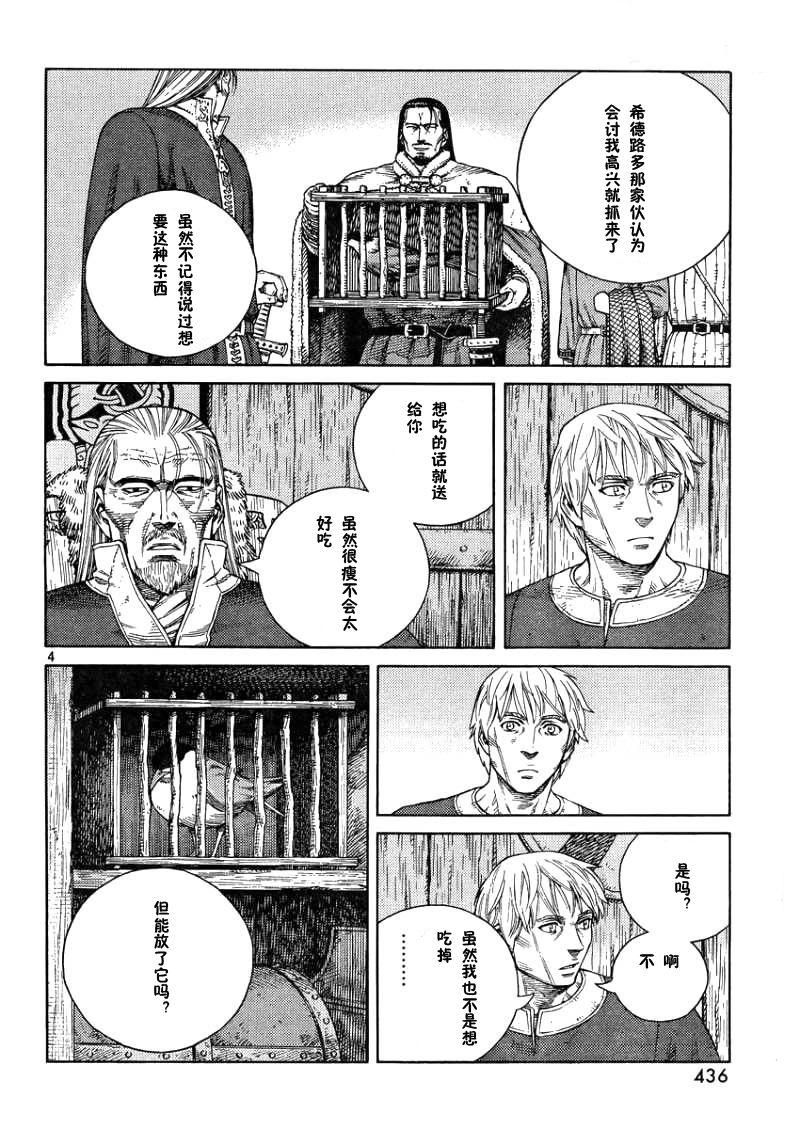 希德路多那家伙认为
会讨我高兴就抓来了
虽然不记得说过想
要这种东西
想吃的话就送
给你
虽然很瘦不会太
好吃
4
是吗?
不 啊
虽然我也不是想
吃掉
………
但能放了它吗?
436